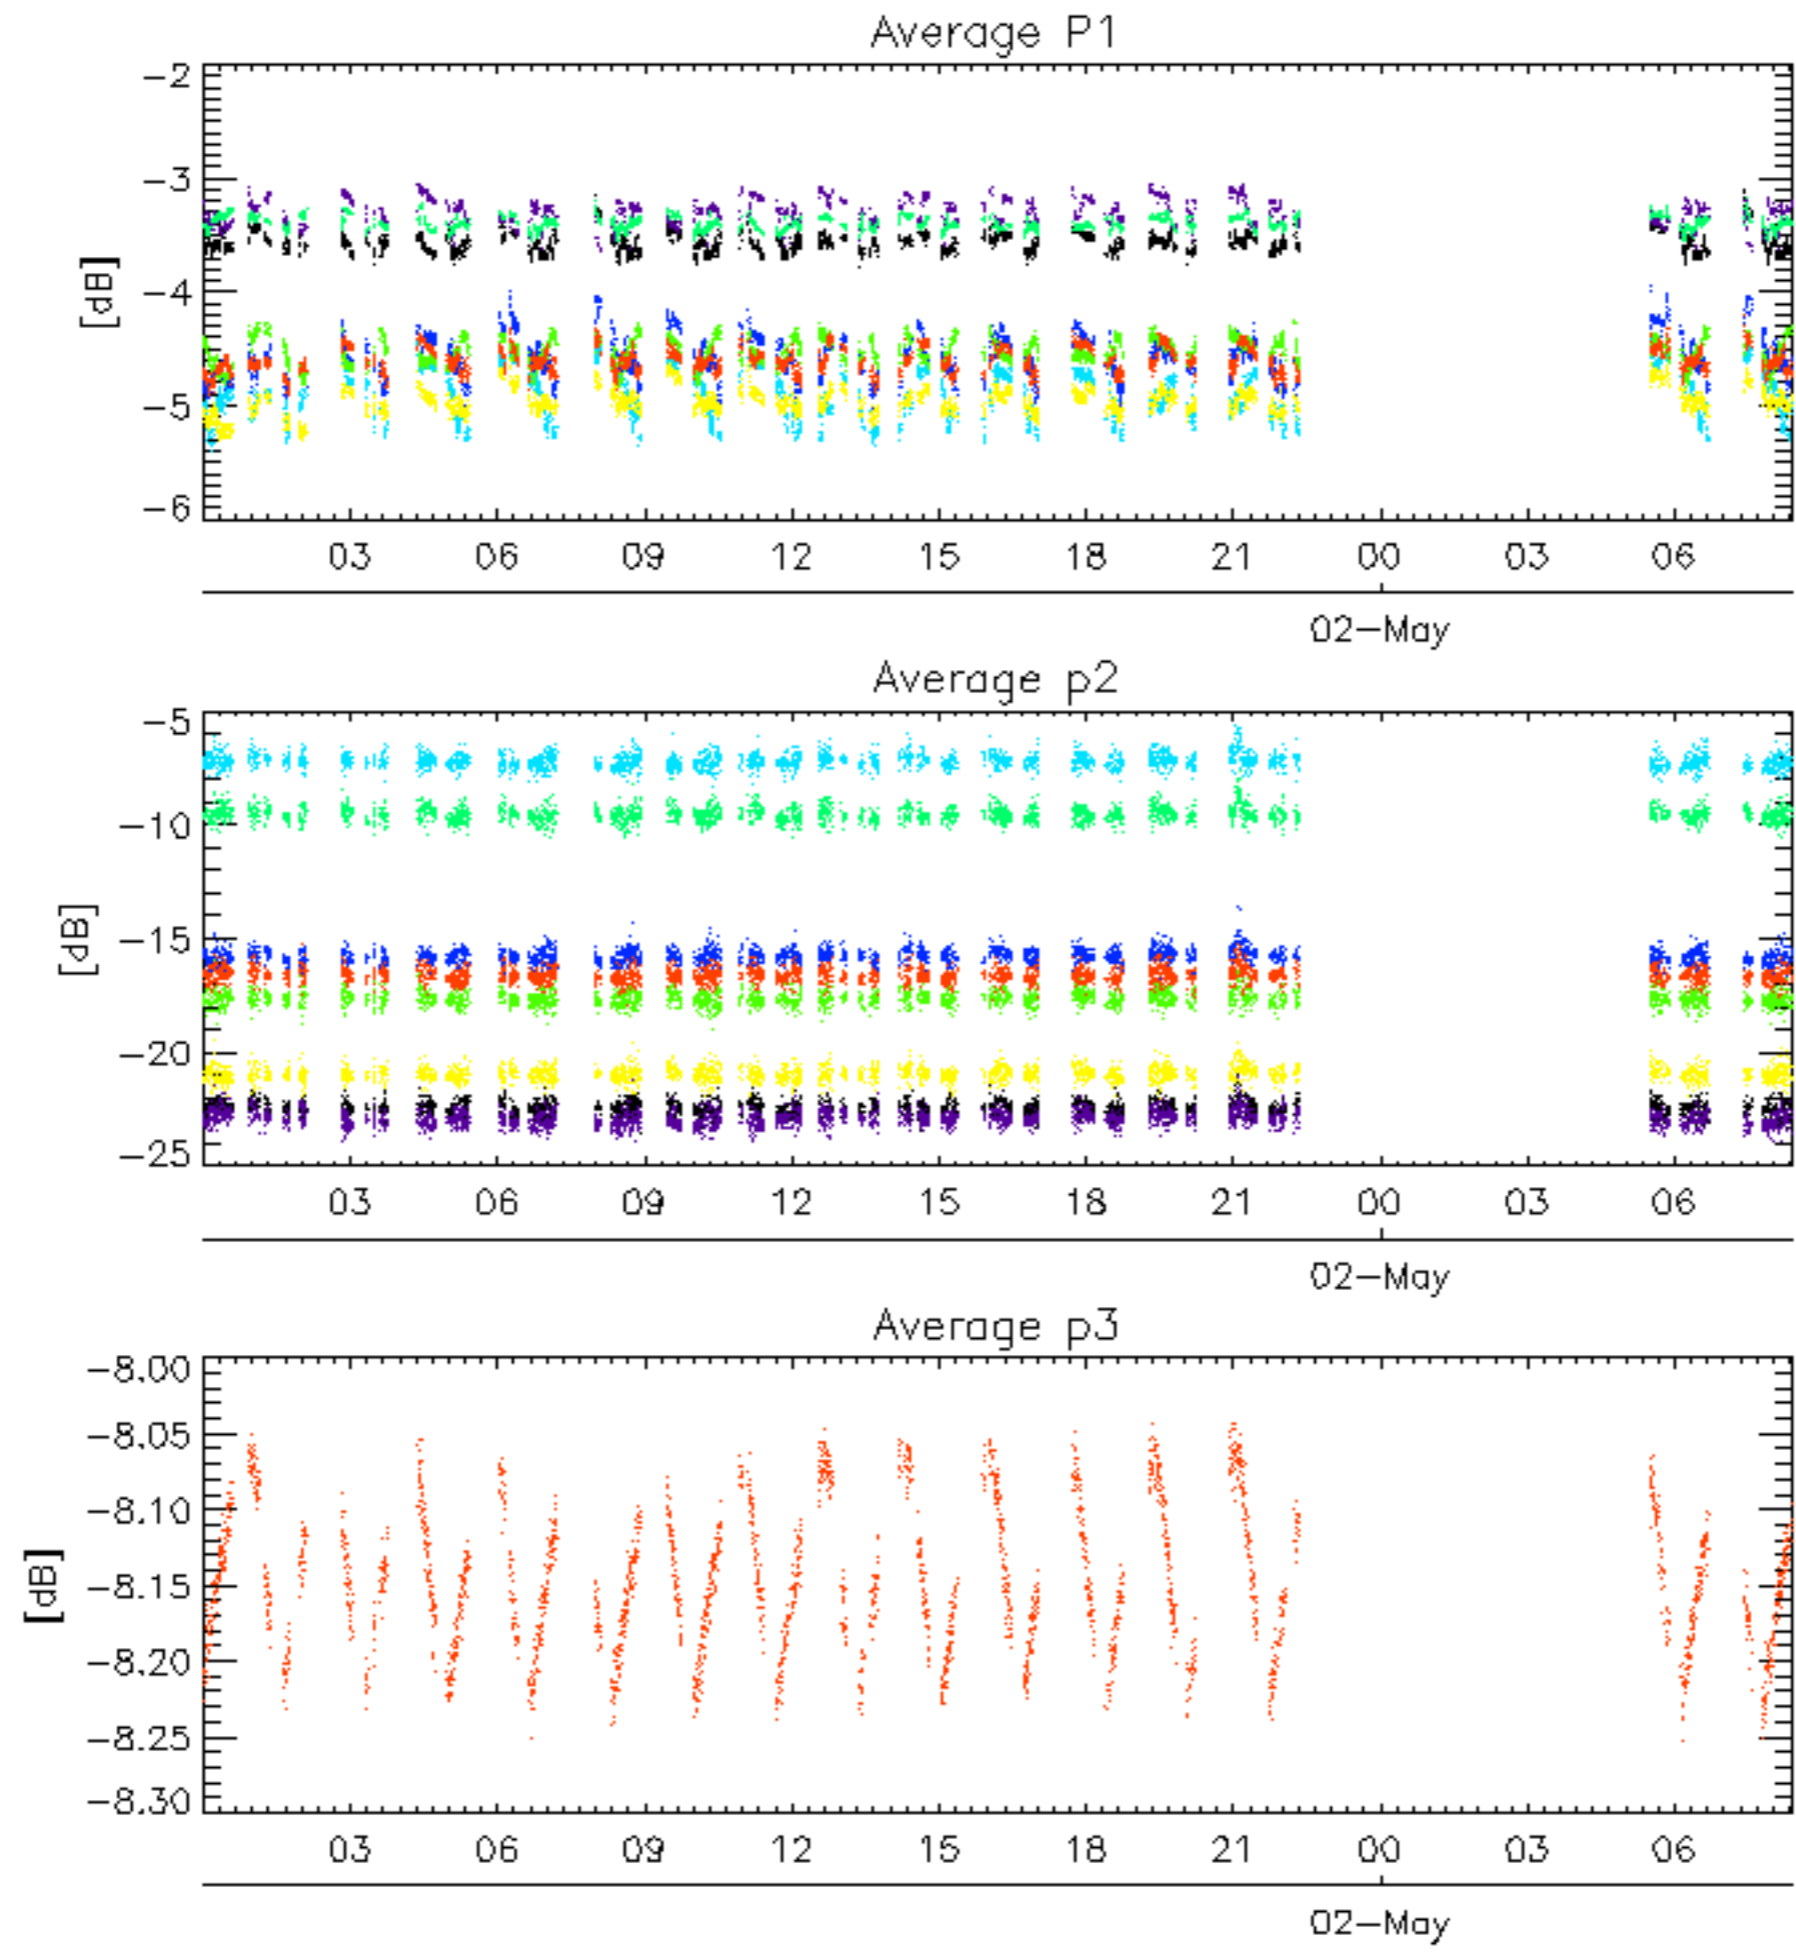 Average P1
−2
−3
−4
−5
−6
[dB]
03 06 09 12 15 18 21 00 03 06
02−May
Average p2
−5
−10
−15
−20
−25
[dB]
03 06 09 12 15 18 21 00 03 06
02−May
Average p3
−8.00
−8.05
−8.10
−8.15
−8.20
−8.25
−8.30
[dB]
03 06 09 12 15 18 21 00 03 06
02−May